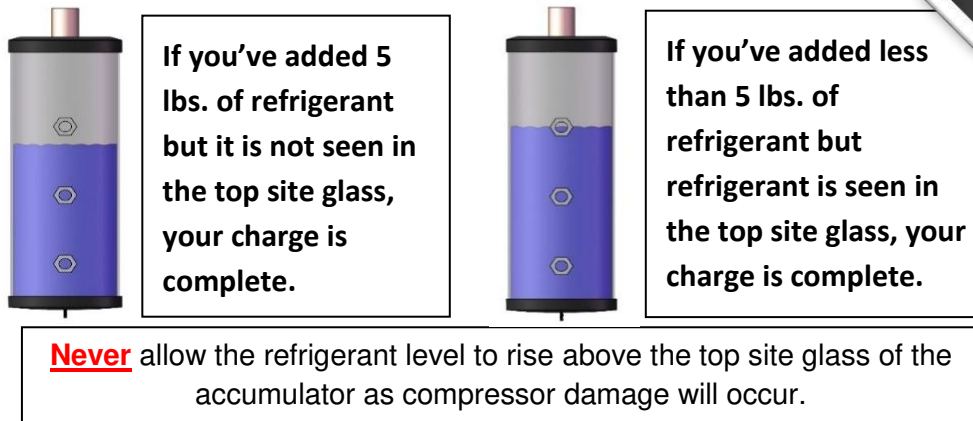 If you’ve added 5
lbs. of refrigerant
but it is not seen in
the top site glass,
your charge is
complete.
If you’ve added less
than 5 lbs. of
refrigerant but
refrigerant is seen in
the top site glass, your
charge is complete.
Never allow the refrigerant level to rise above the top site glass of the
accumulator as compressor damage will occur.